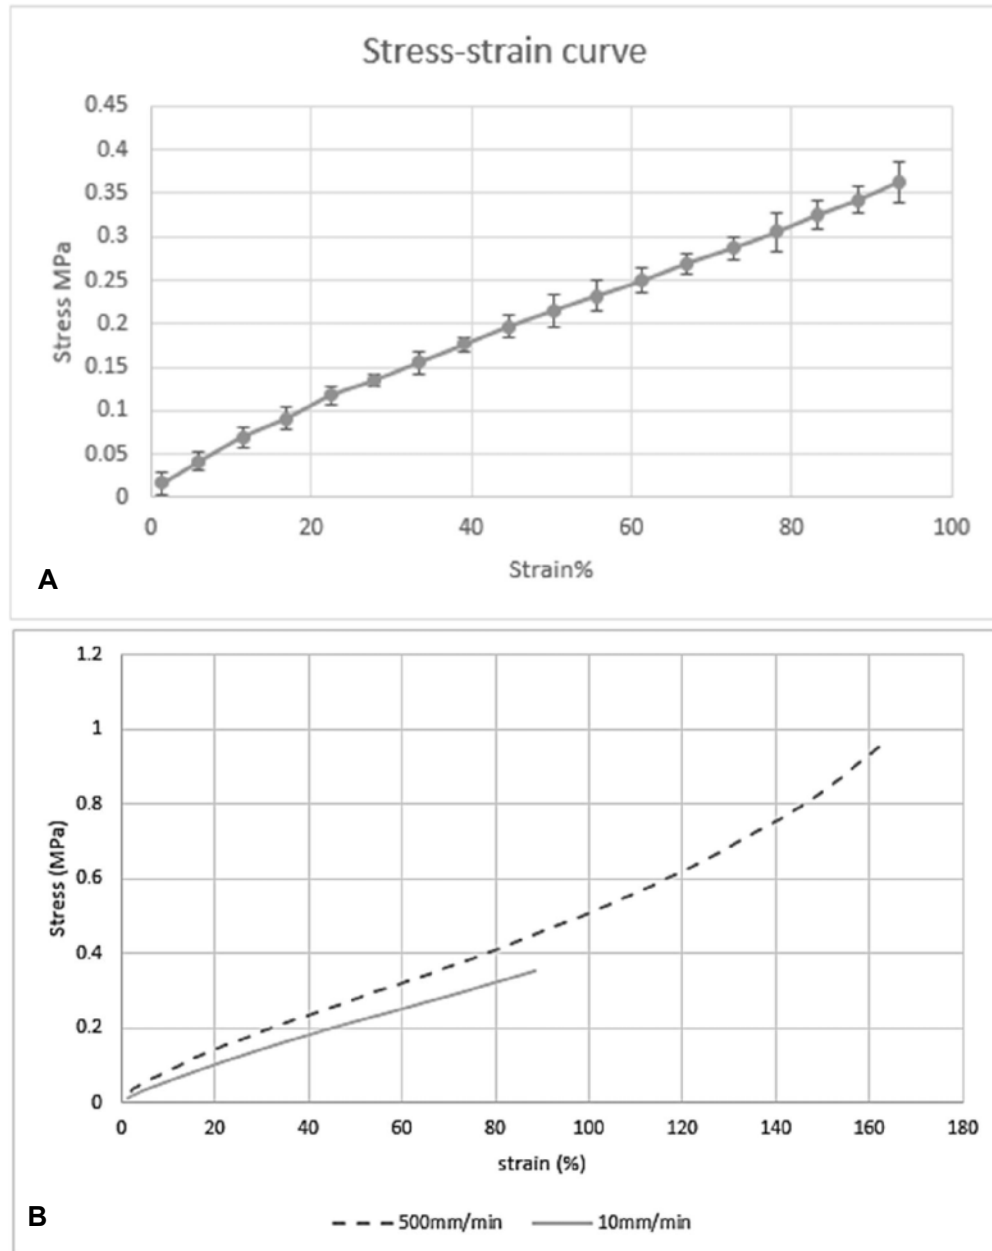 Stress-strain curve
0.45
0.4
0.35
0.3
0.25
0.2
0.15
0.1
0.05
0
Stress MPa
0 20 40 60 80 100
Strain%
A
1.2
1
0.8
0.6
0.4
0.2
0
Stress (MPa)
0 20 40 60 80 100 120 140 160 180
strain (%)
500mm/min 10mm/min
B